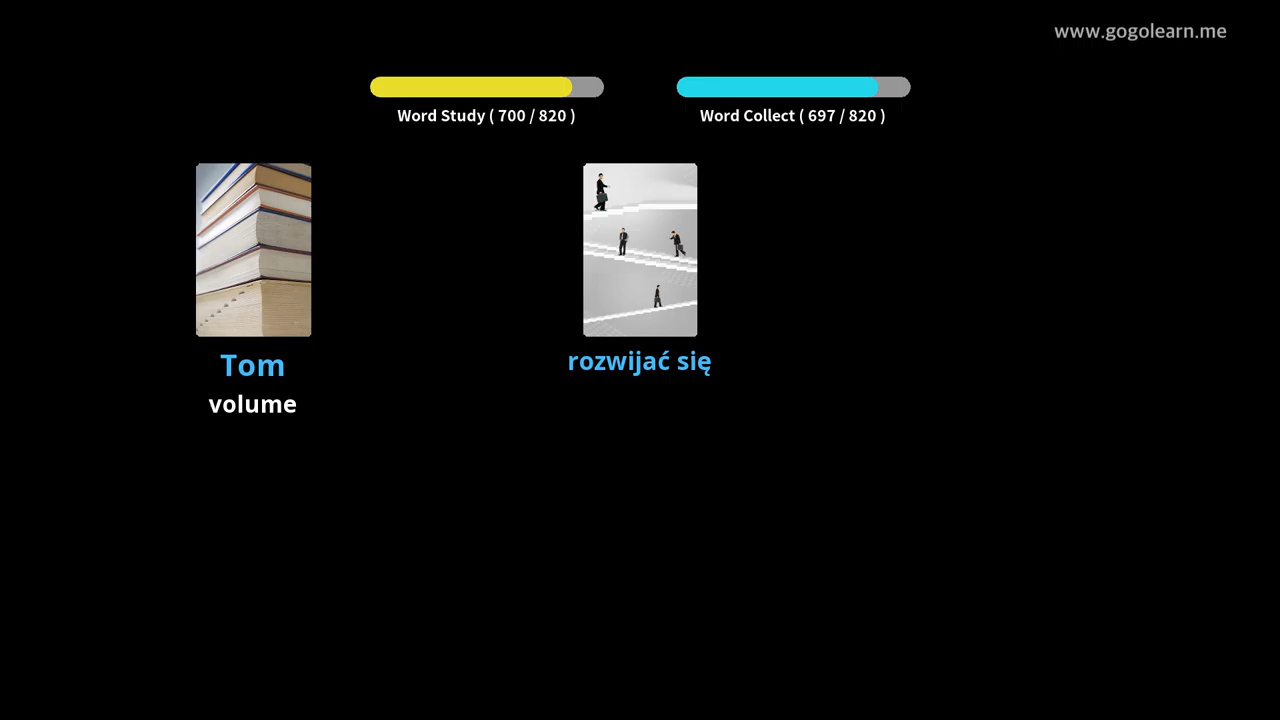 www.gogolearn.me
Word Study ( 700 / 820 )
Word Collect ( 697 / 820 )
Tom
volume
rozwijać się